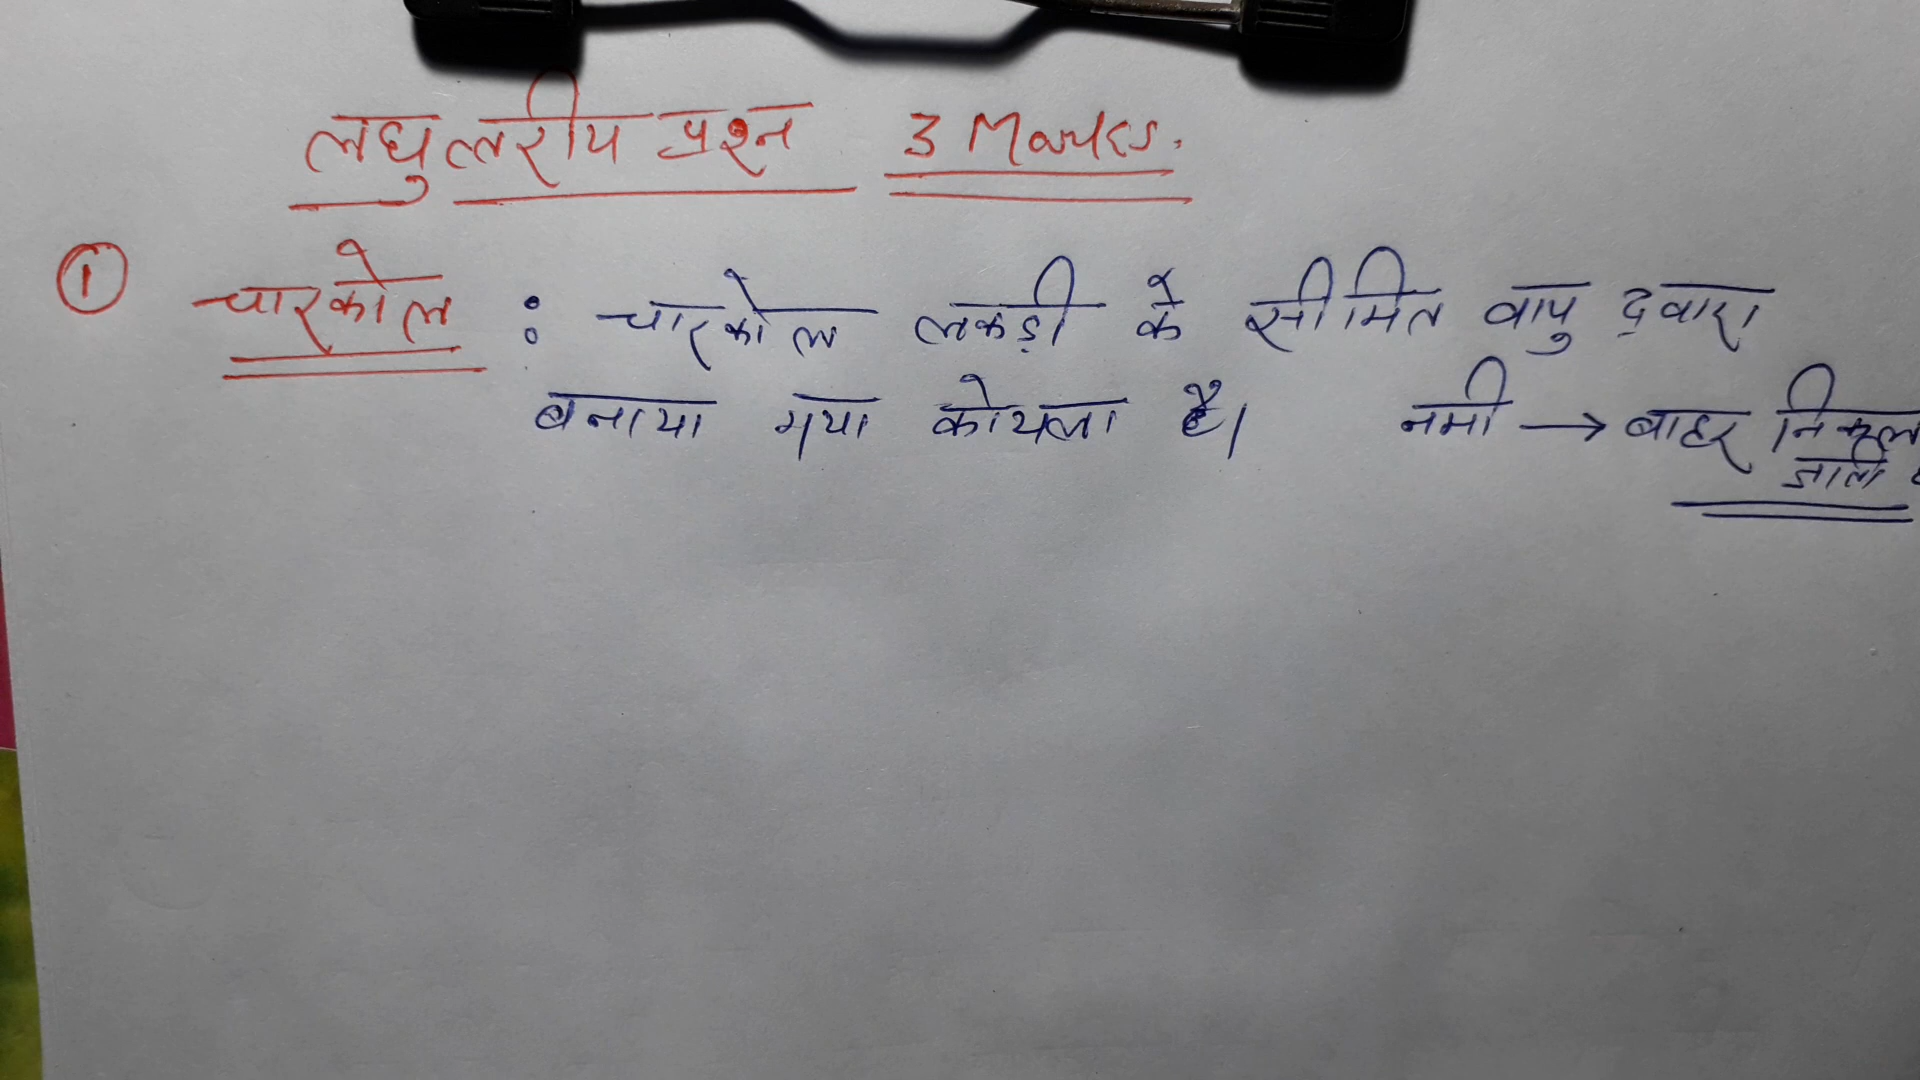 लघुत्तरीय प्रश्न 3 Marks.
① चारकोल : चारकोल लकड़ी के सीमित वायु द्वारा
बनाया गया कोयला है। नमी → बाहर निकल
जाती